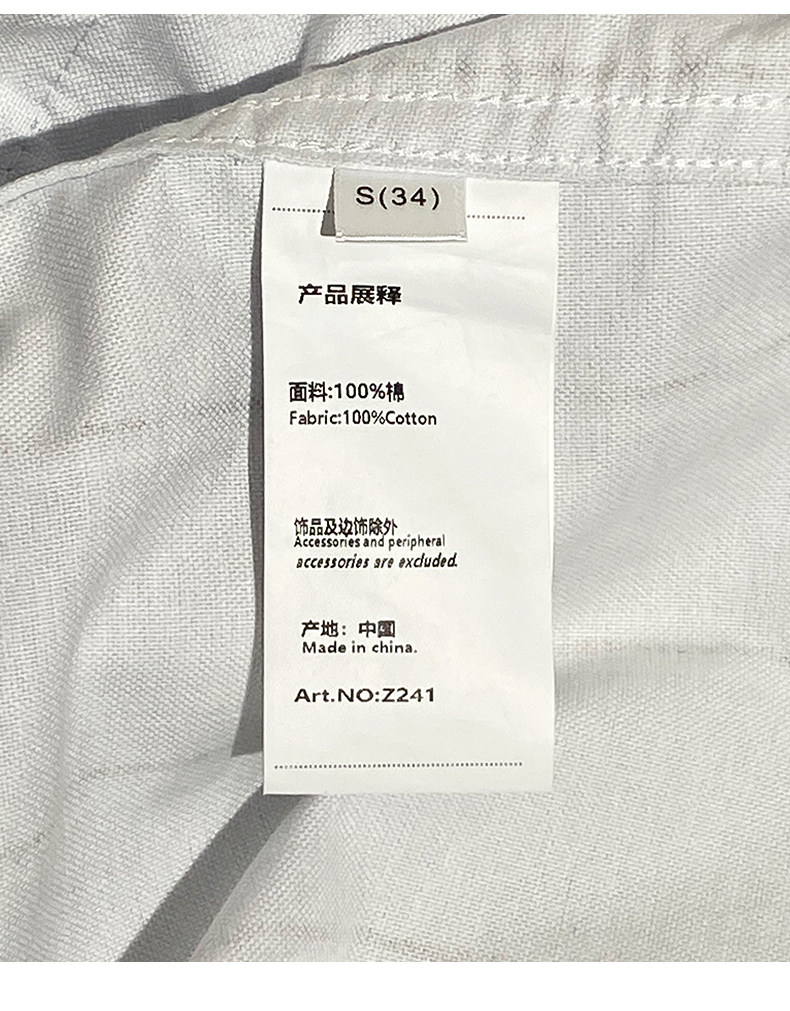 S(34)
产品展释
面料:100%棉
Fabric:100%Cotton
饰品及边饰除外
Accessories and peripheral
accessories are excluded.
产地：中国
Made in china.
Art.NO:Z241